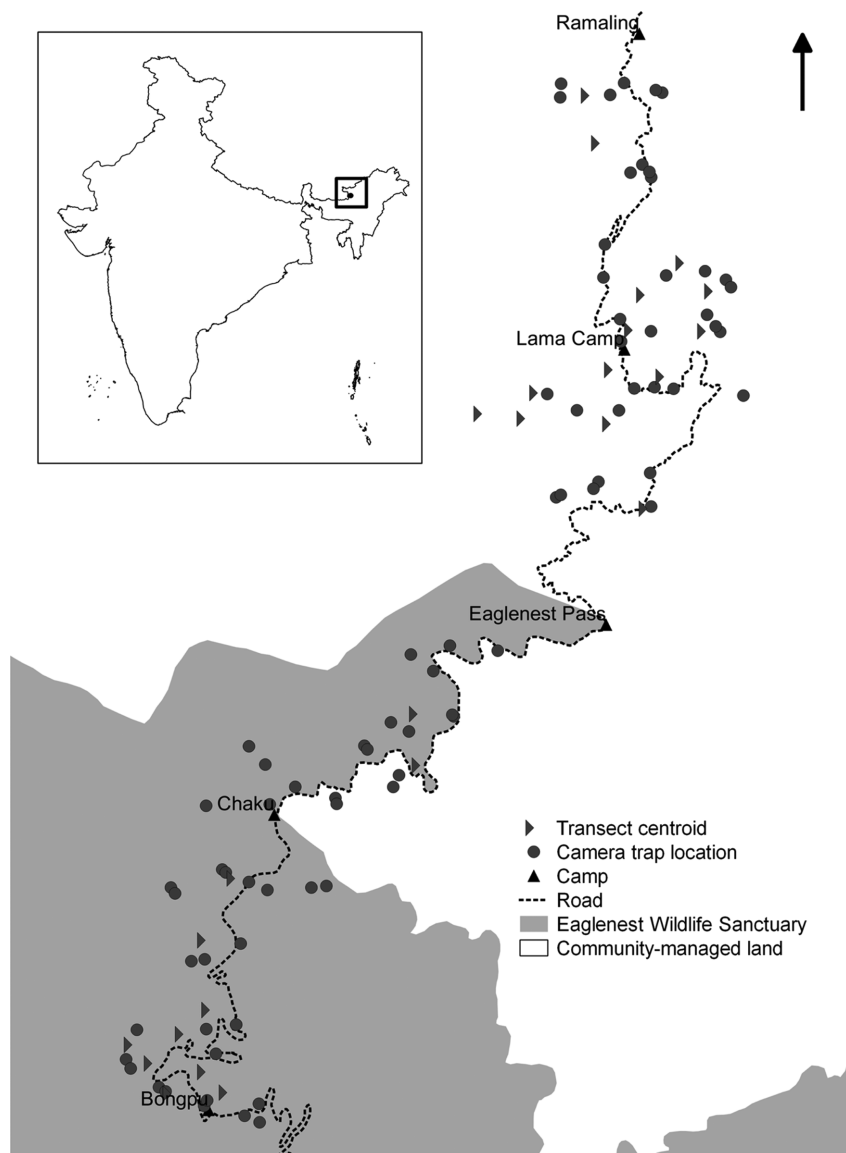 Ramaling
Lama Camp
Eaglenest Pass
Chaku
Transect centroid
Camera trap location
Camp
Road
Eaglenest Wildlife Sanctuary
Community-managed land
Bongpu